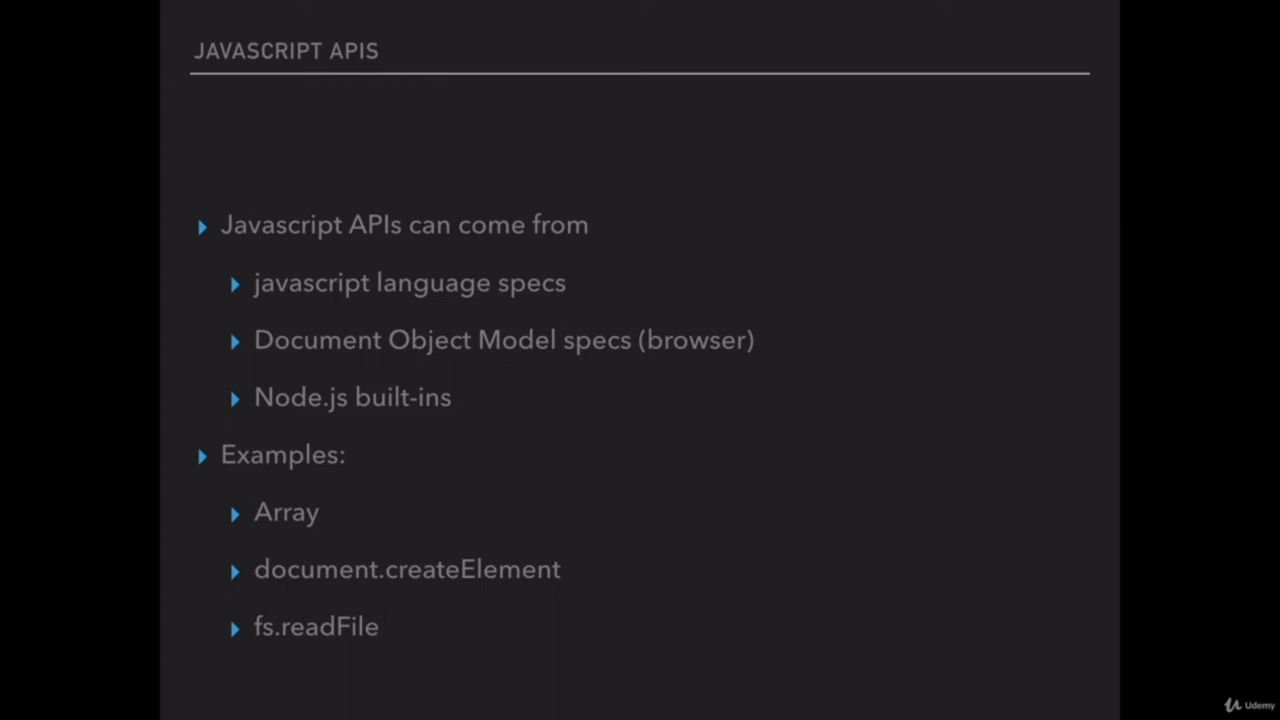 JAVASCRIPT APIS
Javascript APIs can come from
javascript language specs
Document Object Model specs (browser)
Node.js built-ins
Examples:
Array
document.createElement
fs.readFile
Udemy